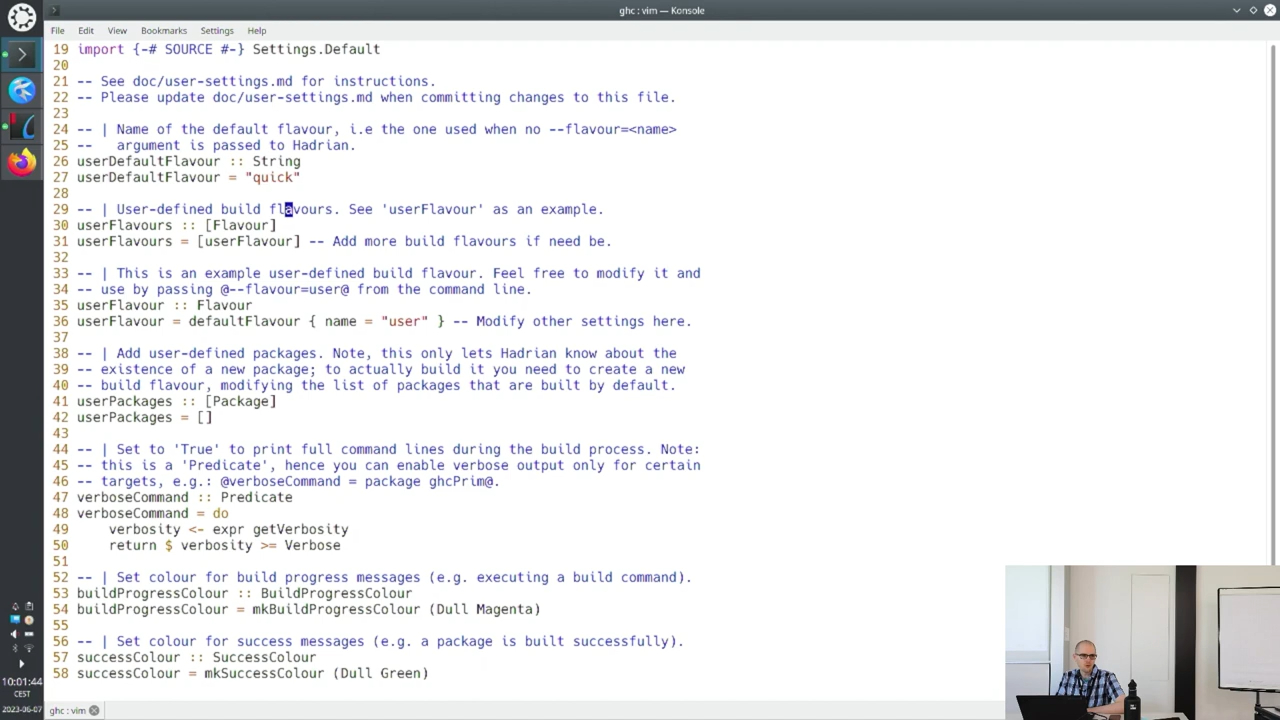 ghc : vim — Konsole
File Edit View Bookmarks Settings Help
19 import {-# SOURCE #-} Settings.Default
20
21 -- See doc/user-settings.md for instructions.
22 -- Please update doc/user-settings.md when committing changes to this file.
23
24 -- | Name of the default flavour, i.e the one used when no --flavour=<name>
25 --   argument is passed to Hadrian.
26 userDefaultFlavour :: String
27 userDefaultFlavour = "quick"
28
29 -- | User-defined build flavours. See 'userFlavour' as an example.
30 userFlavours :: [Flavour]
31 userFlavours = [userFlavour] -- Add more build flavours if need be.
32
33 -- | This is an example user-defined build flavour. Feel free to modify it and
34 -- use by passing @--flavour=user@ from the command line.
35 userFlavour :: Flavour
36 userFlavour = defaultFlavour { name = "user" } -- Modify other settings here.
37
38 -- | Add user-defined packages. Note, this only lets Hadrian know about the
39 -- existence of a new package; to actually build it you need to create a new
40 -- build flavour, modifying the list of packages that are built by default.
41 userPackages :: [Package]
42 userPackages = []
43
44 -- | Set to 'True' to print full command lines during the build process. Note:
45 -- this is a 'Predicate', hence you can enable verbose output only for certain
46 -- targets, e.g.: @verboseCommand = package ghcPrim@.
47 verboseCommand :: Predicate
48 verboseCommand = do
49     verbosity <- expr getVerbosity
50     return $ verbosity >= Verbose
51
52 -- | Set colour for build progress messages (e.g. executing a build command).
53 buildProgressColour :: BuildProgressColour
54 buildProgressColour = mkBuildProgressColour (Dull Magenta)
55
56 -- | Set colour for success messages (e.g. a package is built successfully).
57 successColour :: SuccessColour
58 successColour = mkSuccessColour (Dull Green)
10:01:44
CEST
2023-06-07
ghc : vim